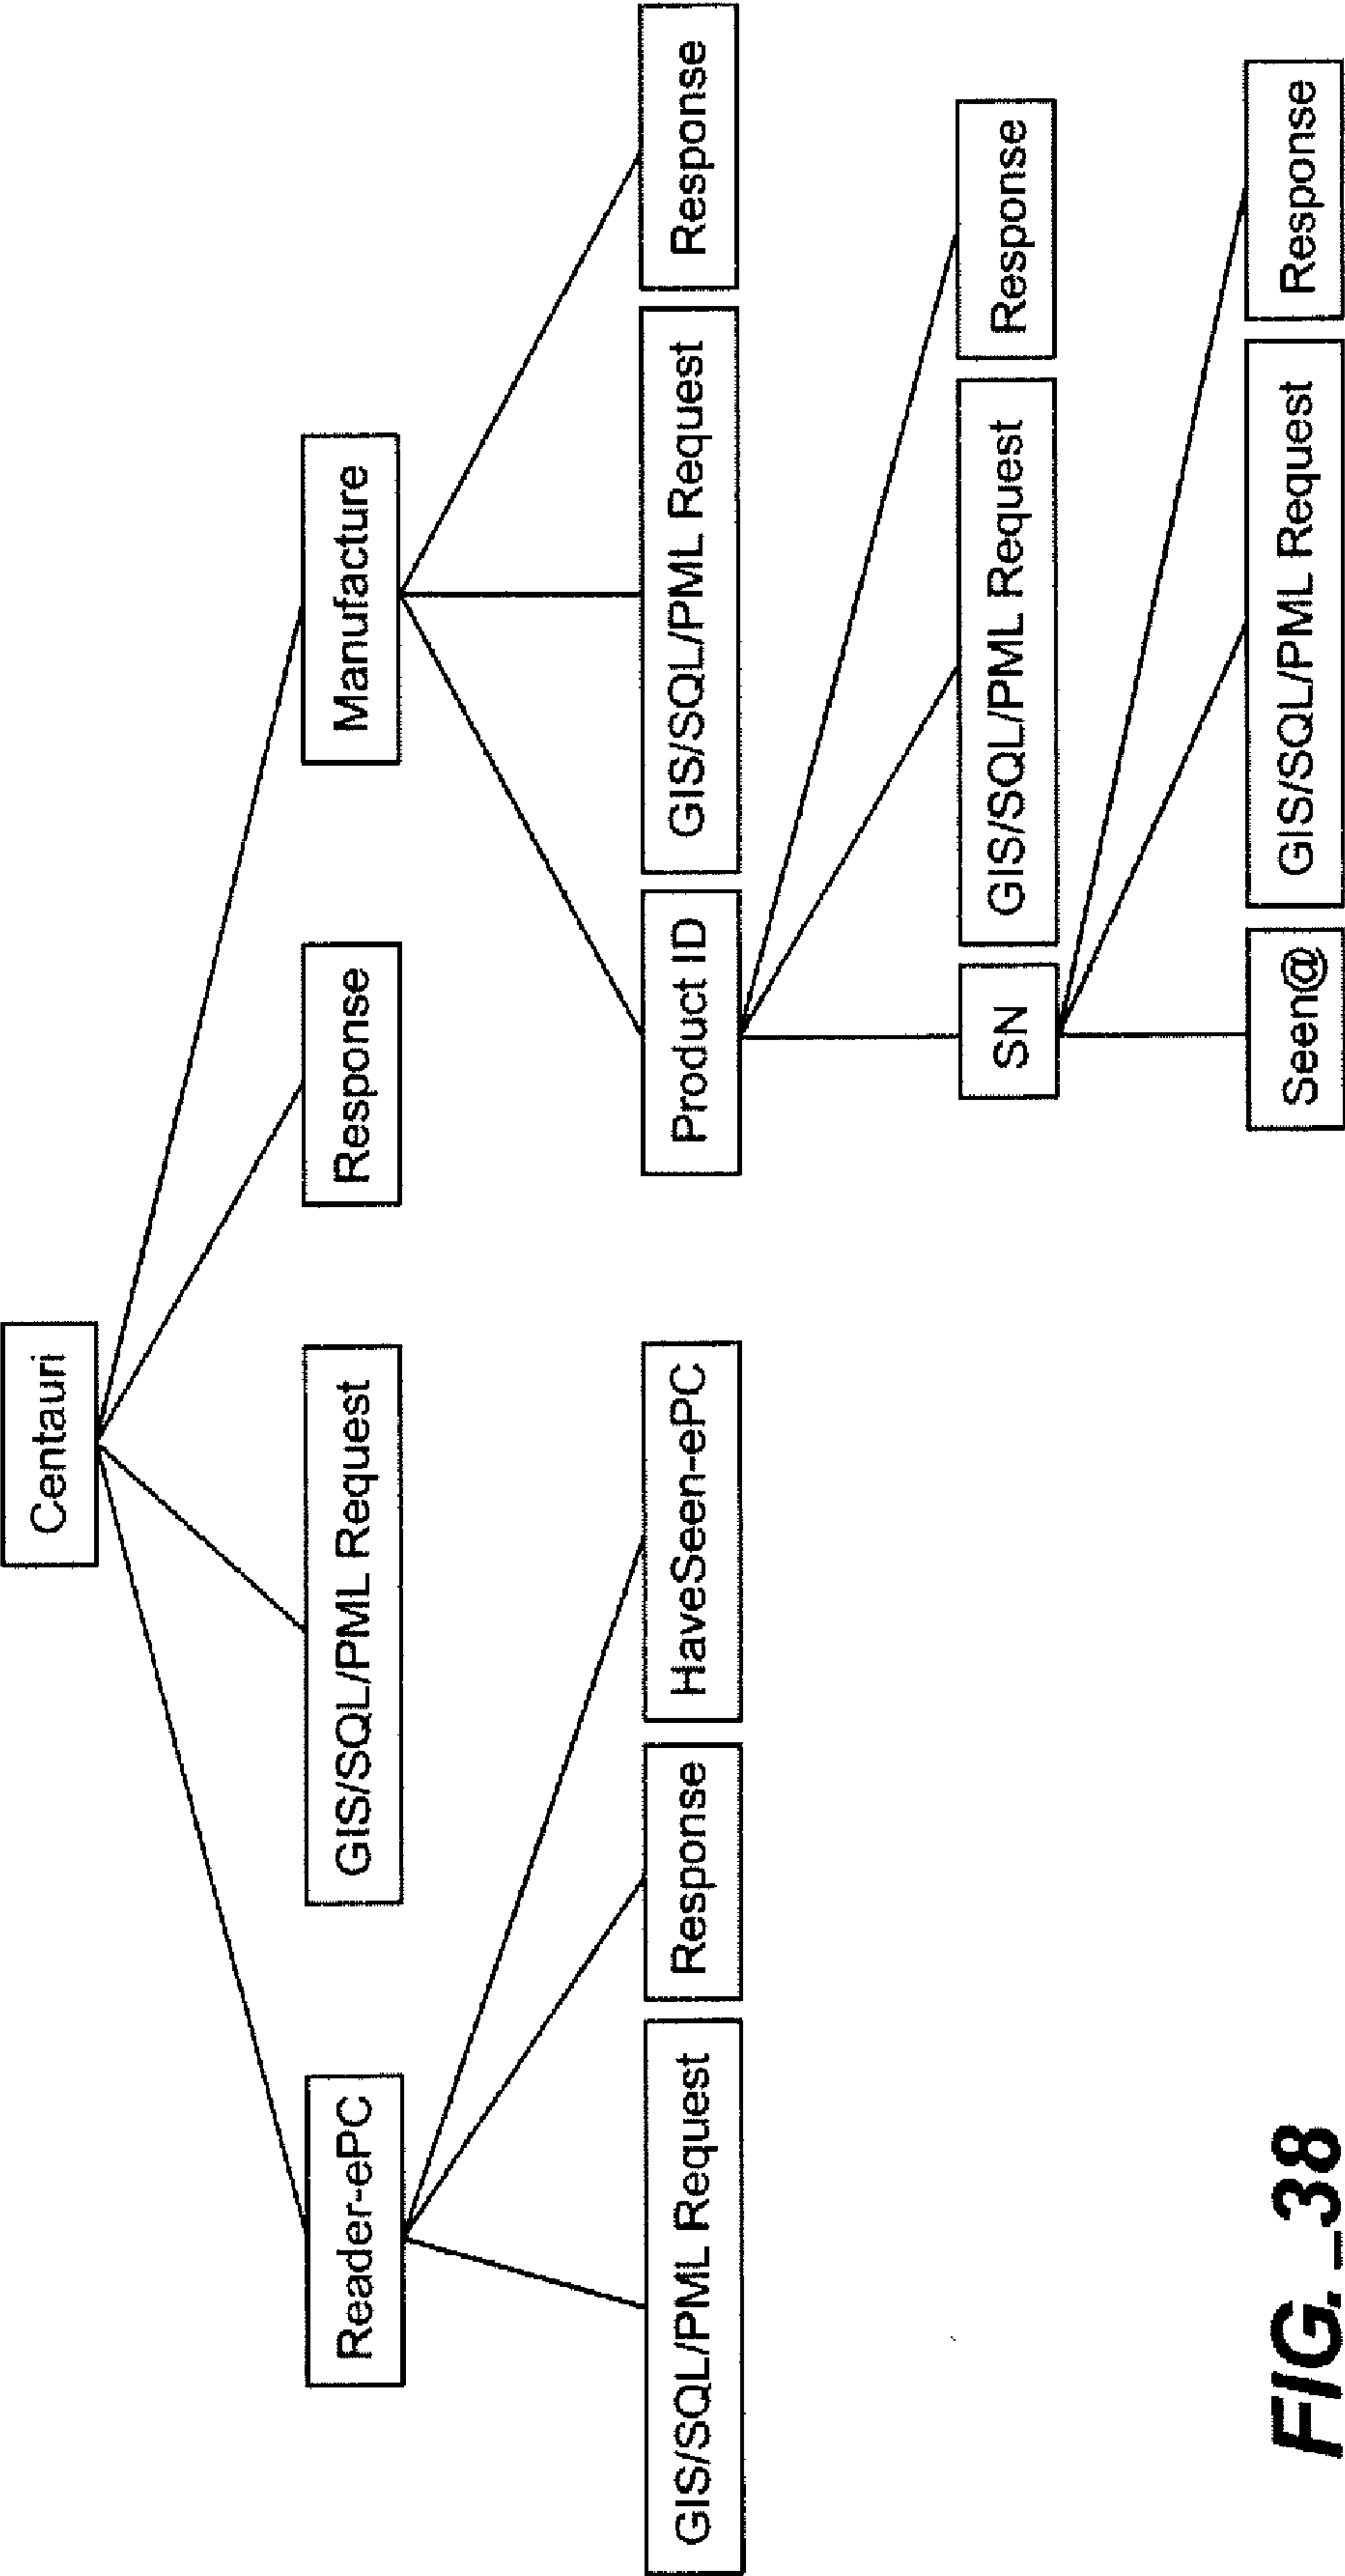 Centauri
Reader-ePC
GIS/SQL/PML Request
Response
Manufacture
GIS/SQL/PML Request
Response
HaveSeen-ePC
Product ID
GIS/SQL/PML Request
Response
SN
GIS/SQL/PML Request
Response
Seen@
GIS/SQL/PML Request
Response
FIG._38